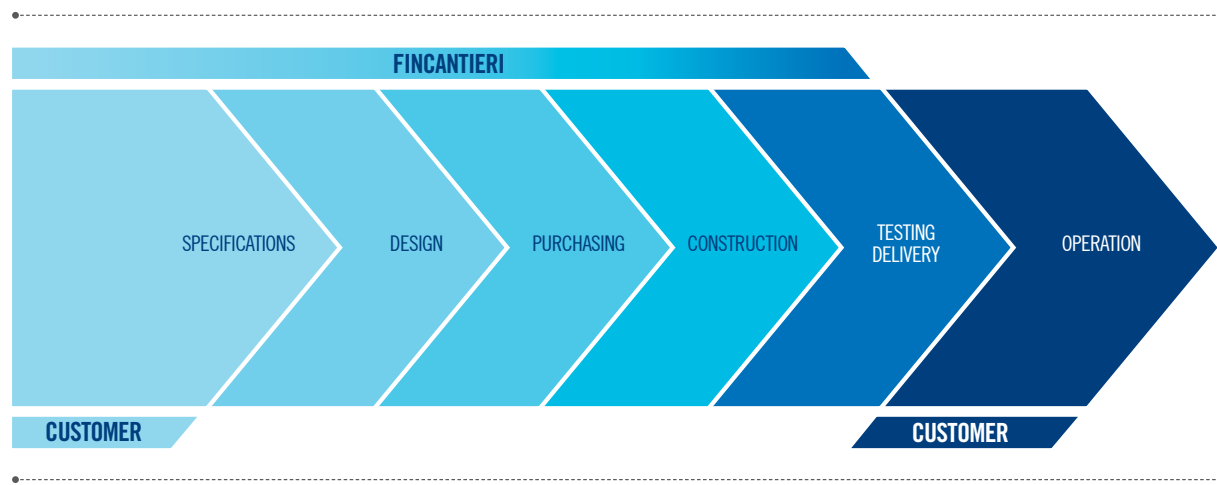 FINCANTIERI
SPECIFICATIONS
DESIGN
PURCHASING
CONSTRUCTION
TESTING
DELIVERY
OPERATION
CUSTOMER
CUSTOMER